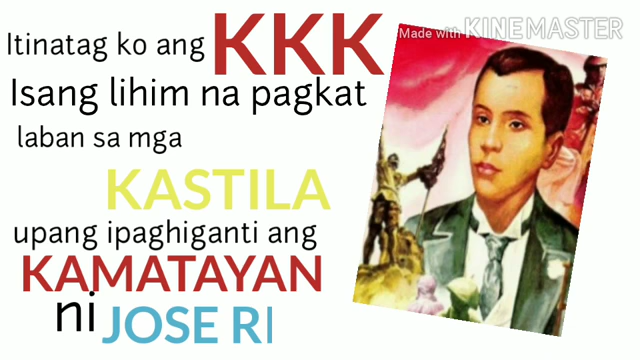 Itinatag ko ang KKK
Isang lihim na pagkat
laban sa mga
KASTILA
upang ipaghiganti ang
KAMATAYAN
ni JOSE RI
Made with KINEMASTER